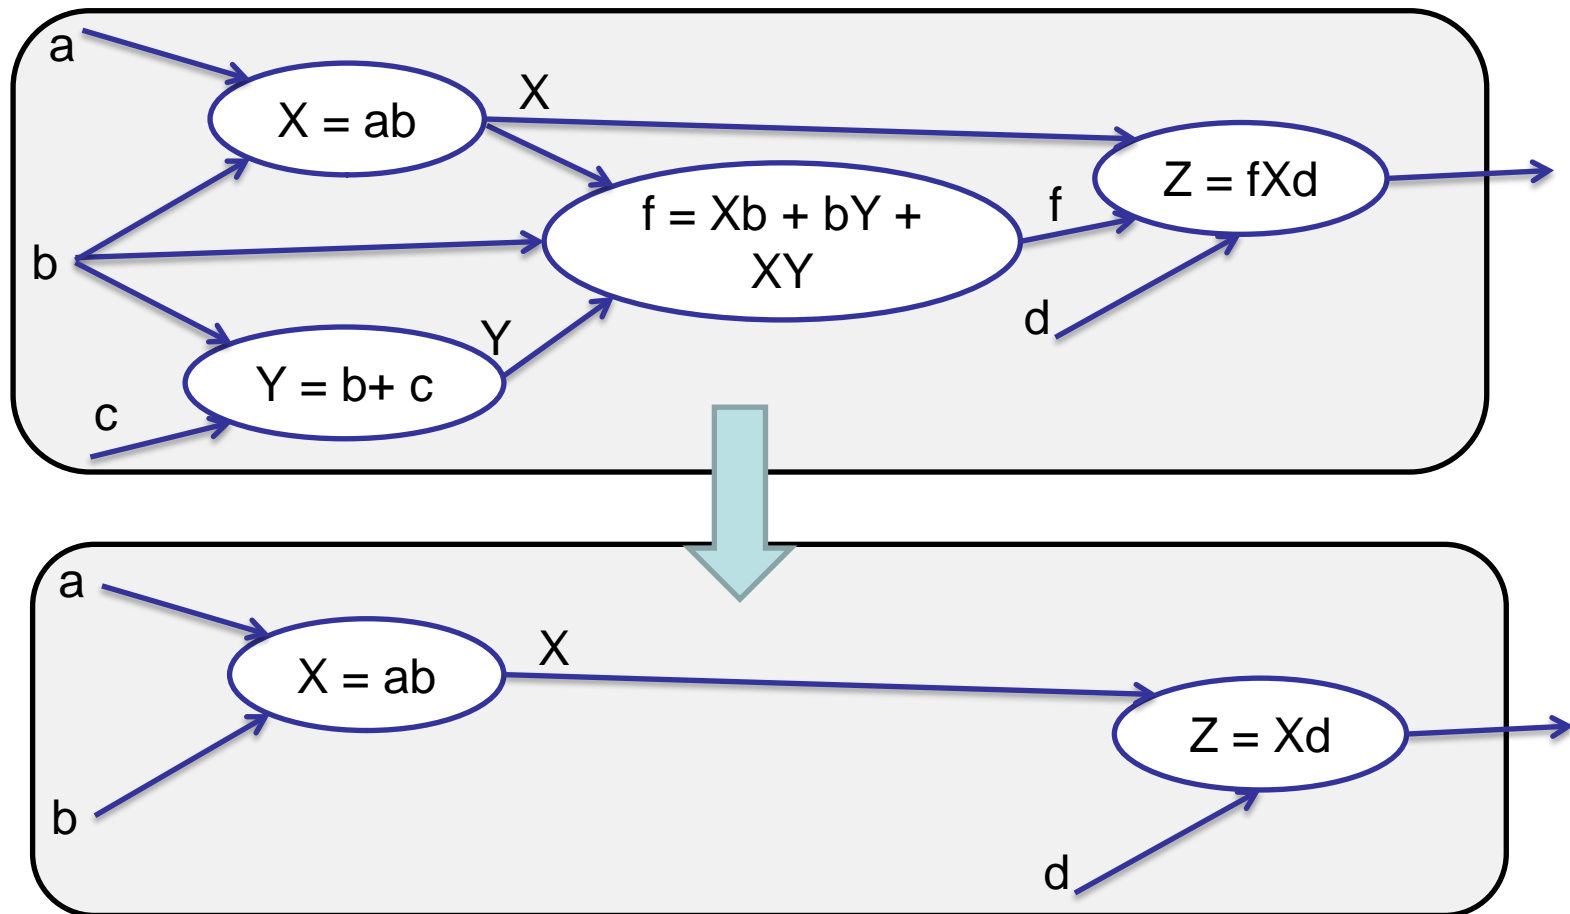 a
X = ab
X
Z = fXd
f = Xb + bY +
XY
f
b
d
Y
Y = b+ c
c
a
X = ab
X
Z = Xd
b
d